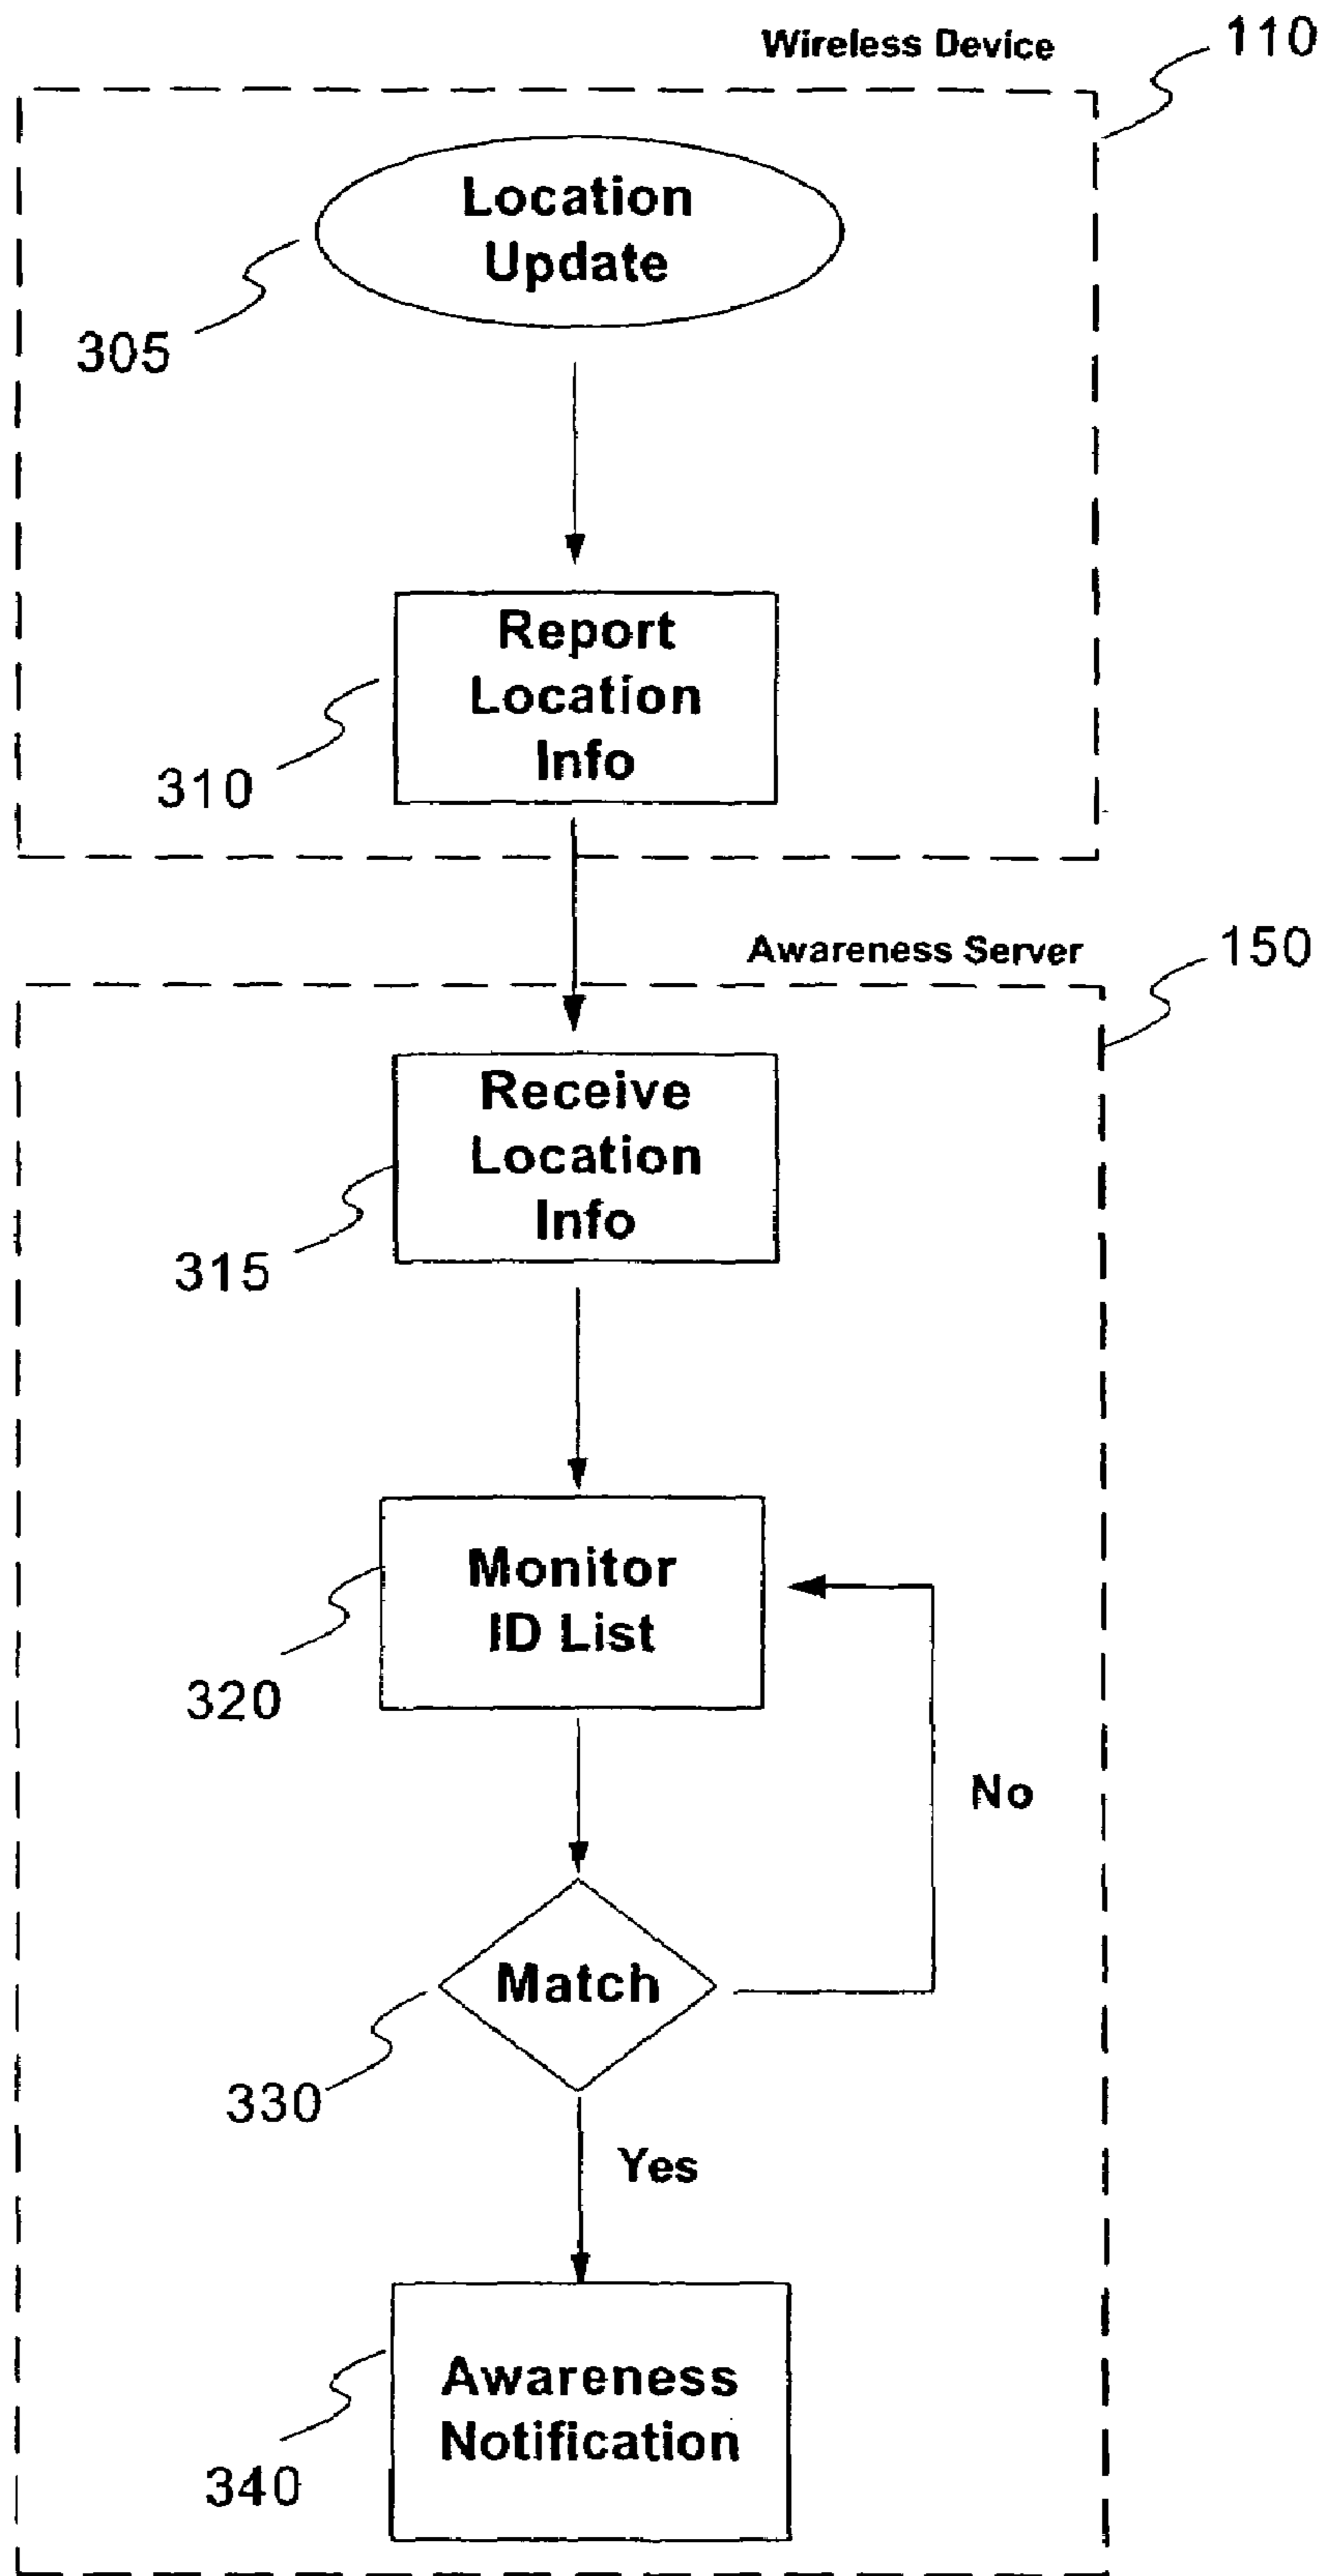 Wireless Device
110
Location
Update
305
Report
Location
Info
310
Awareness Server
150
Receive
Location
Info
315
Monitor
ID List
320
No
Match
330
Yes
Awareness
Notification
340